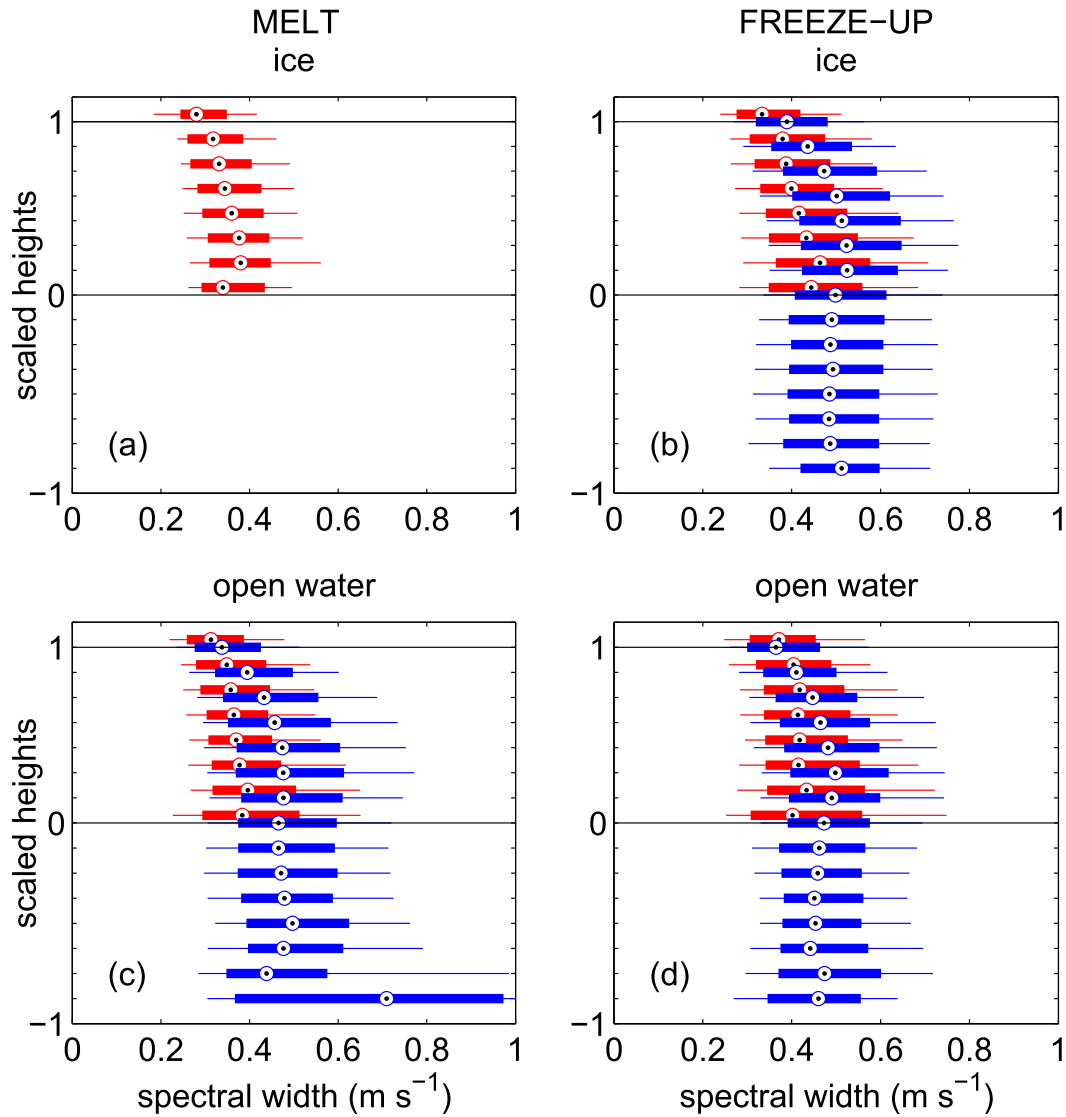 MELT
ice
FREEZE−UP
ice
scaled heights
1
0
−1
(a)
0 0.2 0.4 0.6 0.8 1
1
0
−1
(b)
0 0.2 0.4 0.6 0.8 1
open water
open water
scaled heights
1
0
−1
(c)
0 0.2 0.4 0.6 0.8 1
spectral width (m s⁻¹)
1
0
−1
(d)
0 0.2 0.4 0.6 0.8 1
spectral width (m s⁻¹)